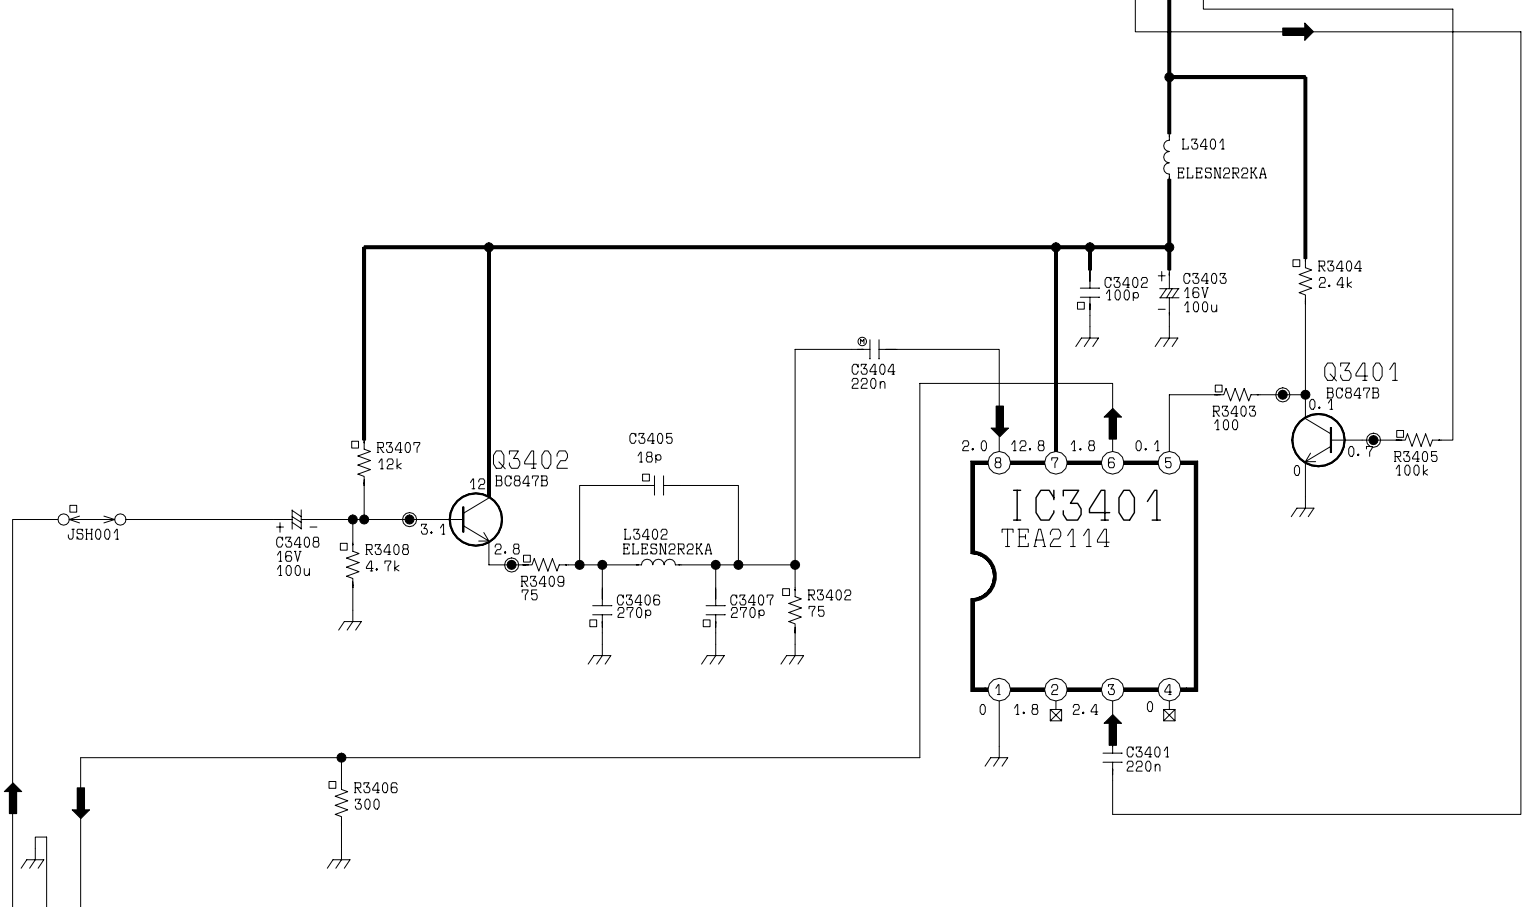 L3401
ELESN2R2KA
R3404
2.4k
+
C3402
100p
C3403
16V
100u
-
M
C3404
220n
Q3401
BC847B
0.1
R3403
100
0.7
R3405
100k
0
C3405
18p
R3407
12k
Q3402
BC847B
12
2.0
12.8
1.8
0.1
8
7
6
5
IC3401
TEA2114
JSH001
+
-
C3408
16V
100u
3.1
R3408
4.7k
2.8
L3402
ELESN2R2KA
R3409
75
C3406
270p
C3407
270p
R3402
75
1
2
3
4
0
1.8
2.4
0
C3401
220n
R3406
300